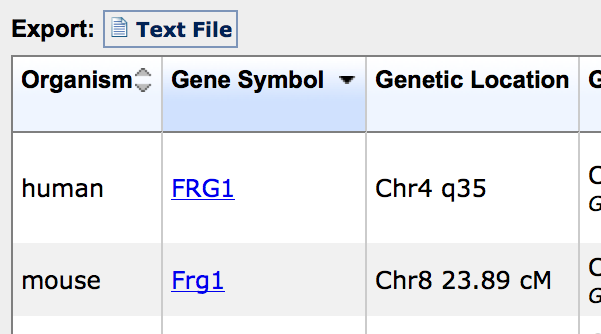 Export: Text File
Organism Gene Symbol Genetic Location G
human FRG1 Chr4 q35
mouse Frg1 Chr8 23.89 cM